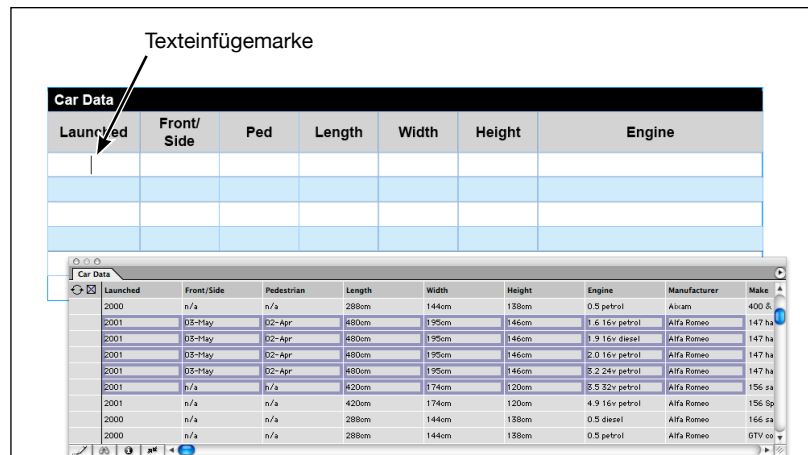 Texteinfügemarke
Car Data
Launched Front/ Side Ped Length Width Height Engine
Car Data
Launched Front/Side Pedestrian Length Width Height Engine Manufacturer Make
2000 n/a n/a 288cm 144cm 138cm 0.5 petrol Aixam 400 &
2001 03-May 02-Apr 480cm 195cm 146cm 1.6 16v petrol Alfa Romeo 147 ha
2001 03-May 02-Apr 480cm 195cm 146cm 1.9 16v diesel Alfa Romeo 147 ha
2001 03-May 02-Apr 480cm 195cm 146cm 2.0 16v petrol Alfa Romeo 147 ha
2001 03-May 02-Apr 480cm 195cm 146cm 3.2 24v petrol Alfa Romeo 147 ha
2001 n/a n/a 420cm 174cm 120cm 3.5 32v petrol Alfa Romeo 156 sa
2001 n/a n/a 420cm 174cm 120cm 4.9 16v petrol Alfa Romeo 156 Sp
2000 n/a n/a 288cm 144cm 138cm 0.5 diesel Alfa Romeo 166 sa
2000 n/a n/a 288cm 144cm 138cm 0.5 petrol Alfa Romeo GTV co